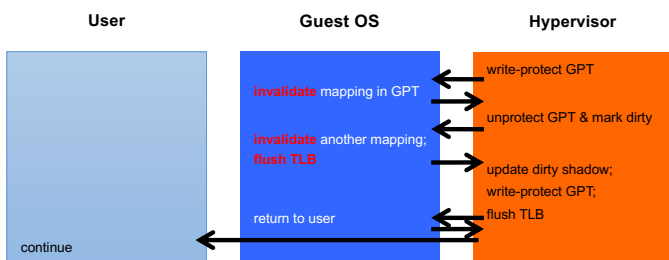 User
Guest OS
Hypervisor
write-protect GPT
invalidate mapping in GPT
unprotect GPT & mark dirty
invalidate another mapping;
flush TLB
update dirty shadow;
write-protect GPT;
flush TLB
return to user
continue